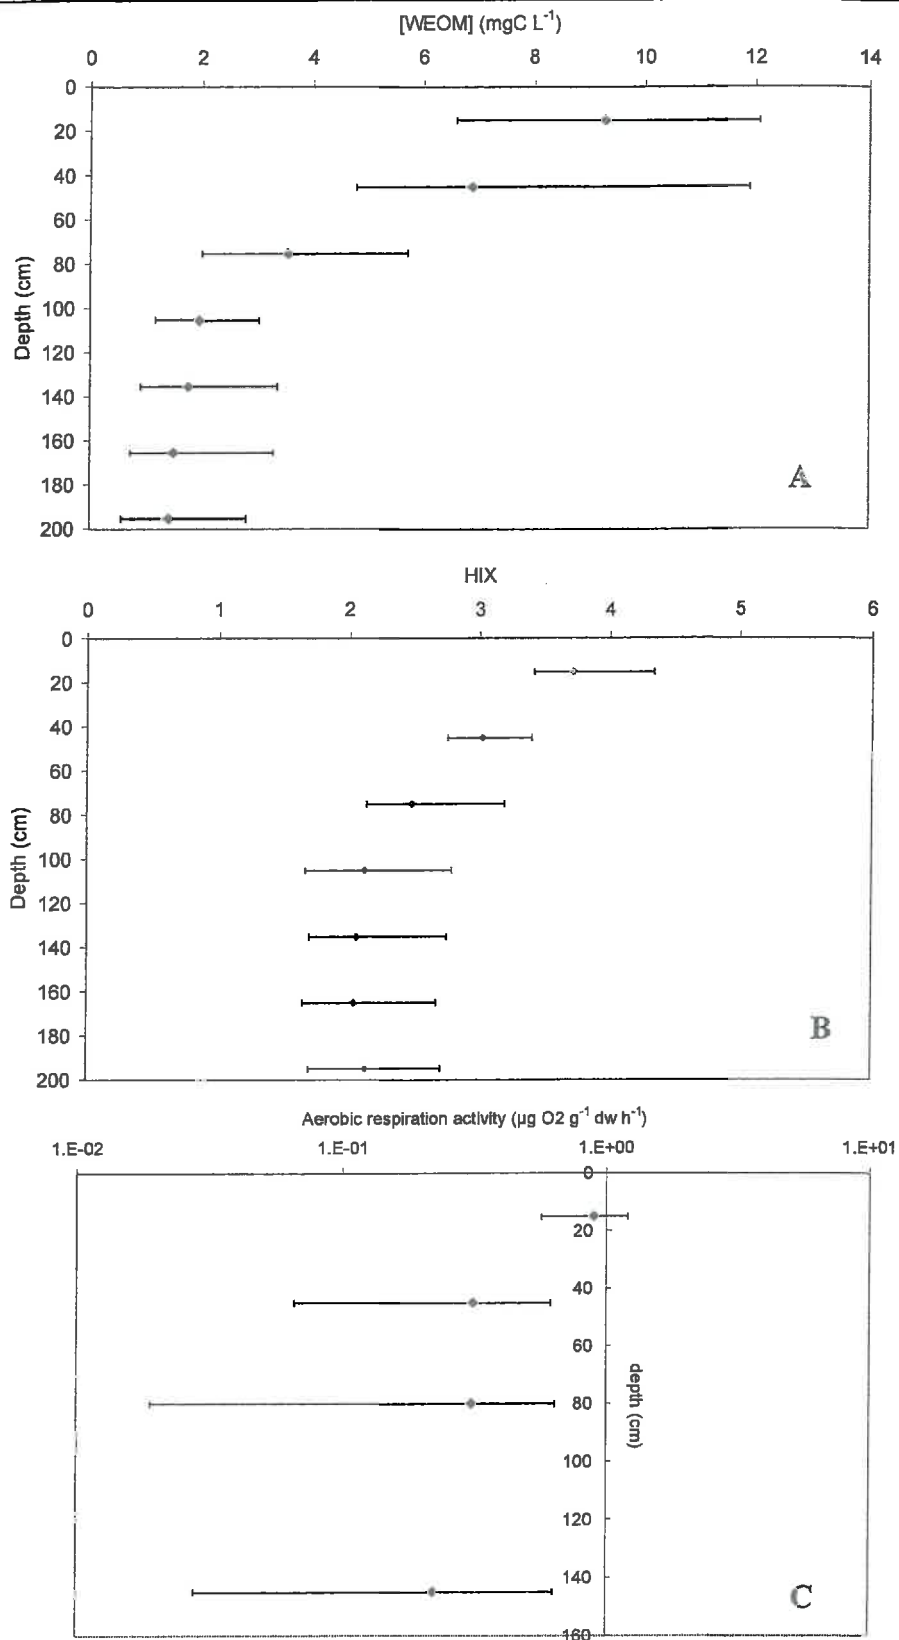 [WEOM] (mgC L⁻¹)
0 2 4 6 8 10 12 14
0
20
40
60
80
100
120
140
160
180
200
Depth (cm)
A
HIX
0 1 2 3 4 5 6
0
20
40
60
80
100
120
140
160
180
200
Depth (cm)
B
Aerobic respiration activity (µg O2 g⁻¹ dw h⁻¹)
1.E-02 1.E-01 1.E+00 1.E+01
0
20
40
60
80
100
120
140
160
depth (cm)
C